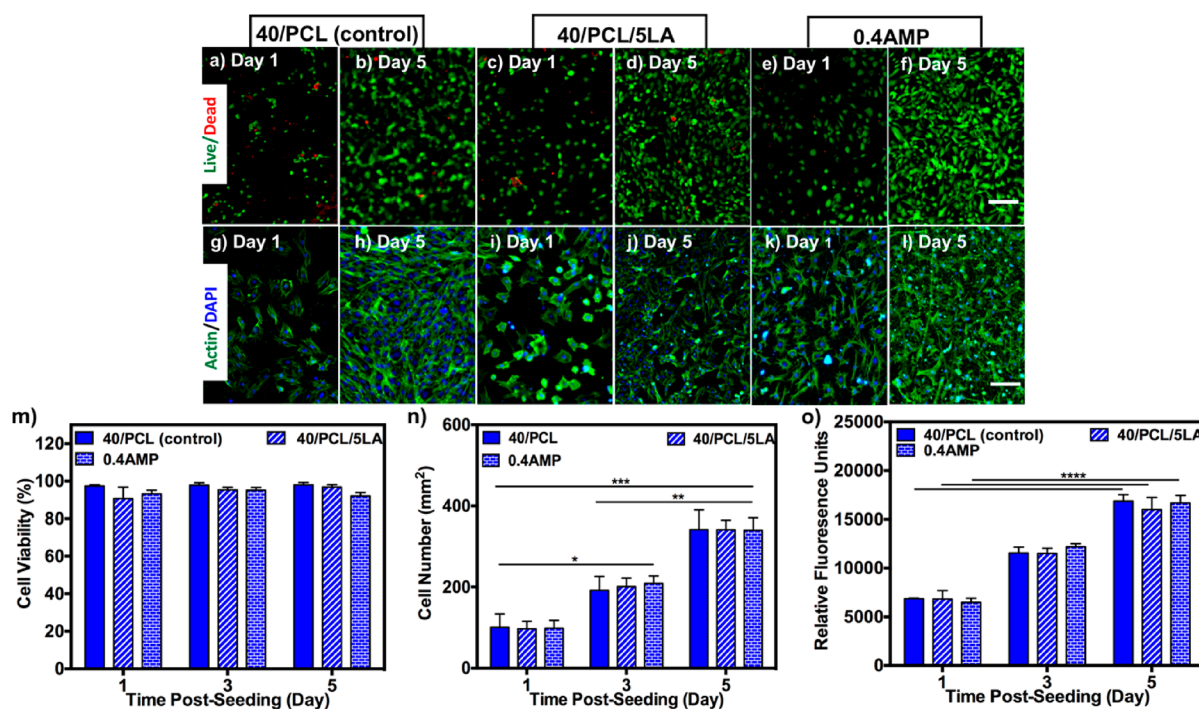 40/PCL (control) 40/PCL/5LA 0.4AMP
a) Day 1 b) Day 5 c) Day 1 d) Day 5 e) Day 1 f) Day 5
Live/Dead
g) Day 1 h) Day 5 i) Day 1 j) Day 5 k) Day 1 l) Day 5
Actin/DAPI
m)
40/PCL (control) 40/PCL/5LA
0.4AMP
Cell Viability (%)
120
100
80
60
40
20
0
1 3 5
Time Post-Seeding (Day)
n)
40/PCL 40/PCL/5LA
0.4AMP
Cell Number (mm²)
600
400
200
0
***
**
*
1 3 5
Time Post-Seeding (Day)
o)
40/PCL (control) 40/PCL/5LA
0.4AMP
Relative Fluoresence Units
25000
20000
15000
10000
5000
0
****
1 3 5
Time Post-Seeding (Day)